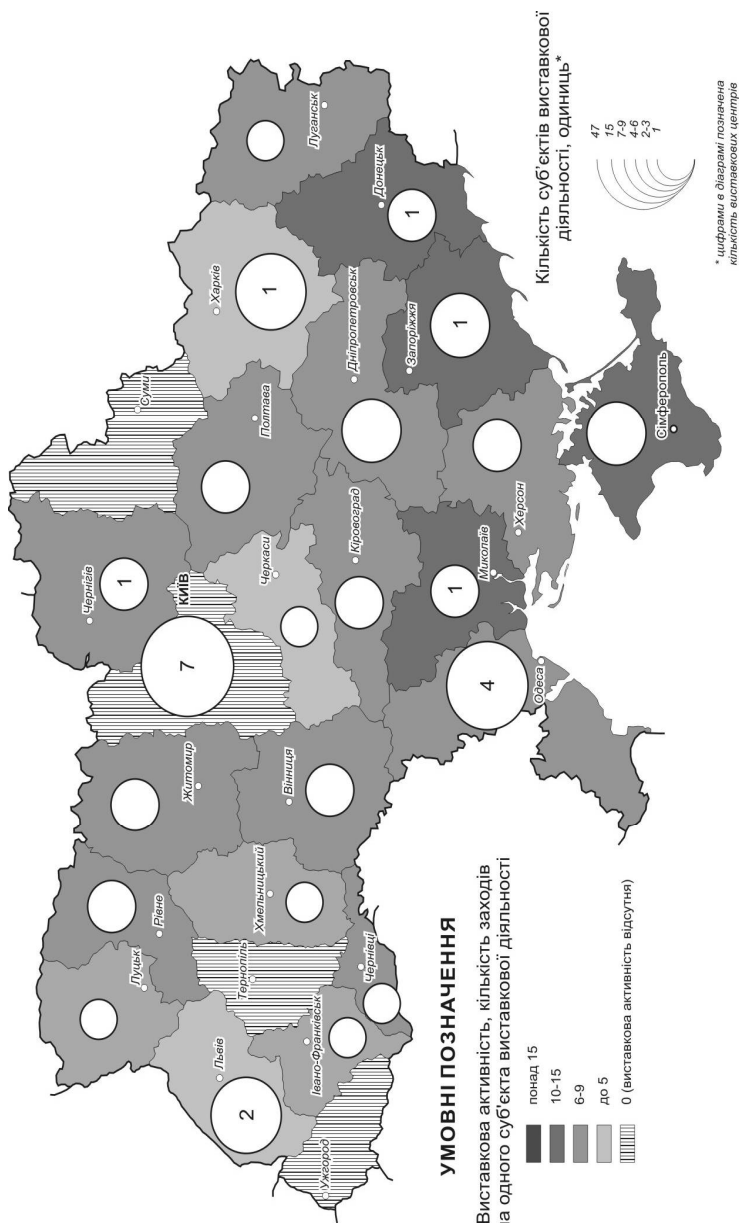 Чернігів
1
Суми
Луцьк
Рівне
Житомир
КИЇВ
7
Полтава
Харків
1
Луганськ
Львів
2
Тернопіль
Хмельницький
Вінниця
Черкаси
Кіровоград
Дніпропетровськ
Донецьк
1
Ужгород
Івано-Франківськ
Чернівці
Запоріжжя
1
Миколаїв
1
Херсон
Одеса
4
Сімферополь
УМОВНІ ПОЗНАЧЕННЯ
Виставкова активність, кількість заходів
на одного суб'єкта виставкової діяльності
понад 15
10-15
6-9
до 5
0 (виставкова активність відсутня)
Кількість суб'єктів виставкової
діяльності, одиниць*
47
15
7-9
4-6
2-3
1
* цифрами в діаграмі позначена
кількість виставкових центрів